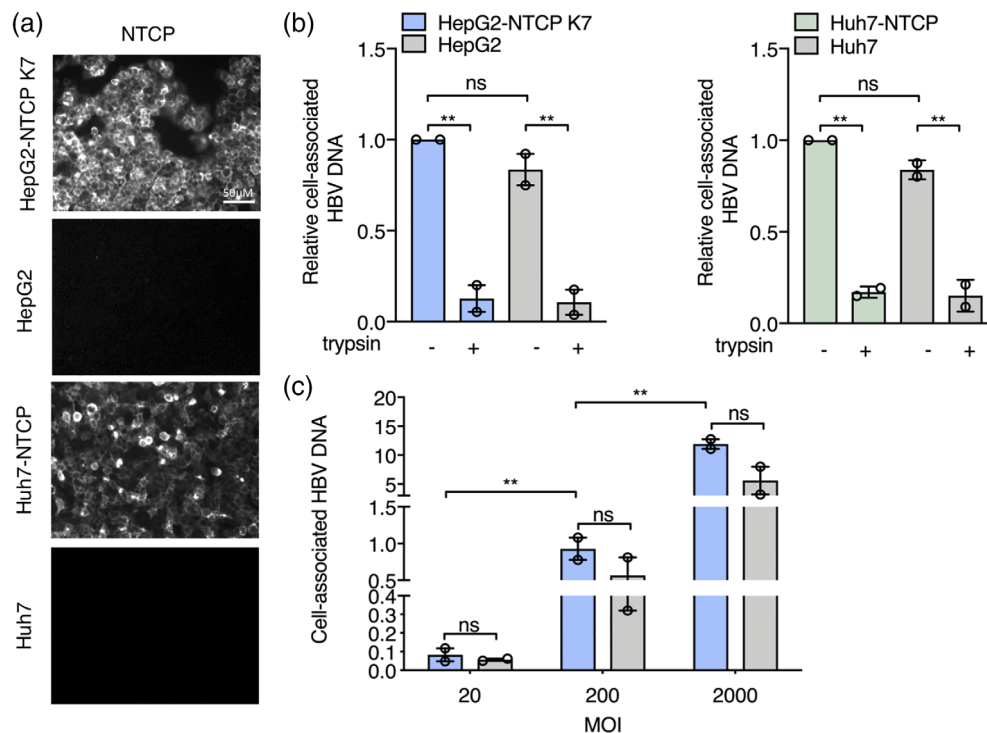 (a)
NTCP
HepG2-NTCP K7
50µM
HepG2
Huh7-NTCP
Huh7
(b)
HepG2-NTCP K7
HepG2
Relative cell-associated
HBV DNA
1.5
1.0
0.5
0.0
ns
** **
trypsin - + - +
Huh7-NTCP
Huh7
Relative cell-associated
HBV DNA
1.5
1.0
0.5
0.0
ns
** **
trypsin - + - +
(c)
Cell-associated HBV DNA
20
15
10
5
1.5
1.0
0.5
0.4
0.3
0.2
0.1
0.0
**
ns
**
ns
ns
20 200 2000
MOI